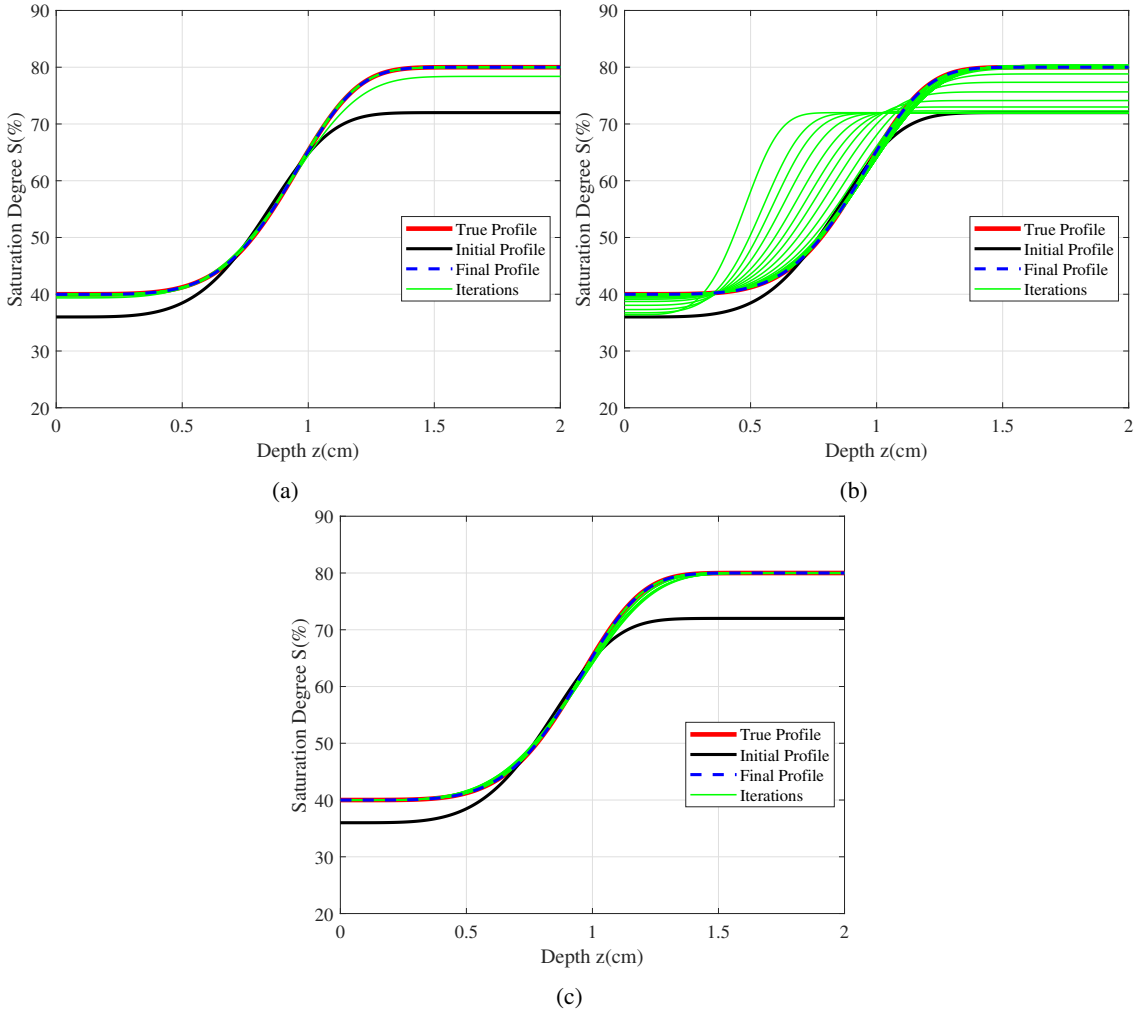 90
80
70
60
50
40
30
20
Saturation Degree S(%)
True Profile
Initial Profile
Final Profile
Iterions
0
0.5
1
1.5
2
Depth z(cm)
(a)
90
80
70
60
50
40
30
20
Saturation Degree S(%)
True Profile
Initial Profile
Final Profile
Iterions
0
0.5
1
1.5
2
Depth z(cm)
(b)
90
80
70
60
50
40
30
20
Saturation Degree S(%)
True Profile
Initial Profile
Final Profile
Iterions
0
0.5
1
1.5
2
Depth z(cm)
(c)